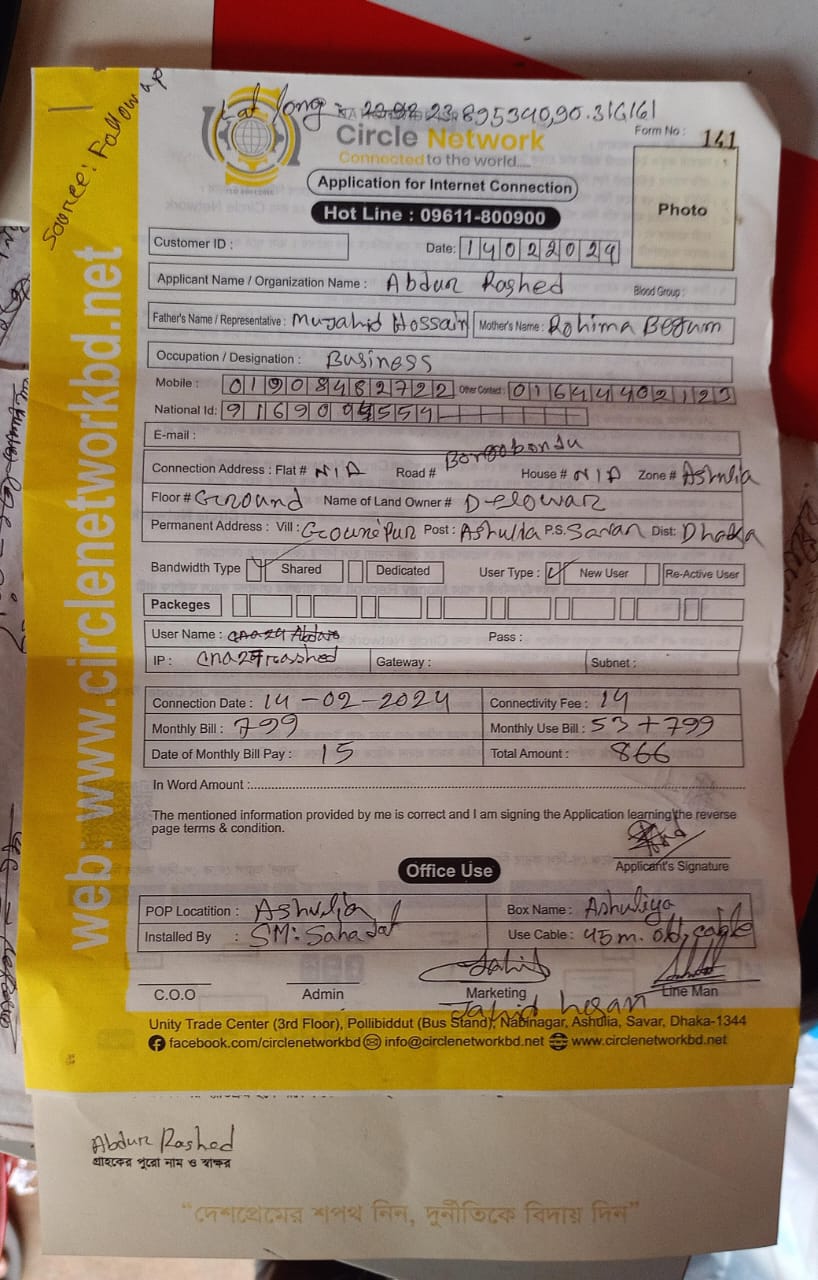 Source: Follow up
Lat long : 23.895340,90.316161
Circle Network
Connected to the world.....
Form No : 141
Application for Internet Connection
Photo
Hot Line : 09611-800900
Customer ID :
Date: 14022024
Applicant Name / Organization Name : Abdur Rashed Blood Group :
Father's Name / Representative : Mujahid Hossain Mother's Name : Rohima Begum
Occupation / Designation : Business
Mobile : 01908482722 Other Contact : 01644402123
National Id:
E-mail :
Connection Address : Flat # N/A Road # Bongobondu House # N/A Zone # Ashulia
Floor # Ground Name of Land Owner # Delowar
Permanent Address : Vill : Post : Ashulia P.S. Savar Dist: Dhaka
Bandwidth Type Shared Dedicated User Type : New User Re-Active User
Packeges
User Name : Pass :
IP : Gateway : Subnet :
Connection Date : 14-02-2024 Connectivity Fee : 14
Monthly Bill : 799 Monthly Use Bill : 53+799
Date of Monthly Bill Pay : 15 Total Amount : 866
In Word Amount :
The mentioned information provided by me is correct and I am signing the Application learning the reverse
page terms & condition.
Applicant's Signature
Office Use
POP Locatition : Ashulia Box Name : Ashuliya
Installed By : SM: Sahadat Use Cable : 45m. old cable
C.O.O Admin Marketing Line Man
Jahid hasan
Unity Trade Center (3rd Floor), Pollibiddut (Bus Stand), Nabinagar, Ashulia, Savar, Dhaka-1344
facebook.com/circlenetworkbd info@circlenetworkbd.net www.circlenetworkbd.net
web: www.circlenetworkbd.net
Abdur Rashed
গ্রাহকের পুরো নাম ও স্বাক্ষর
“দেশপ্রেমের শপথ নিন, দুর্নীতিকে বিদায় দিন”